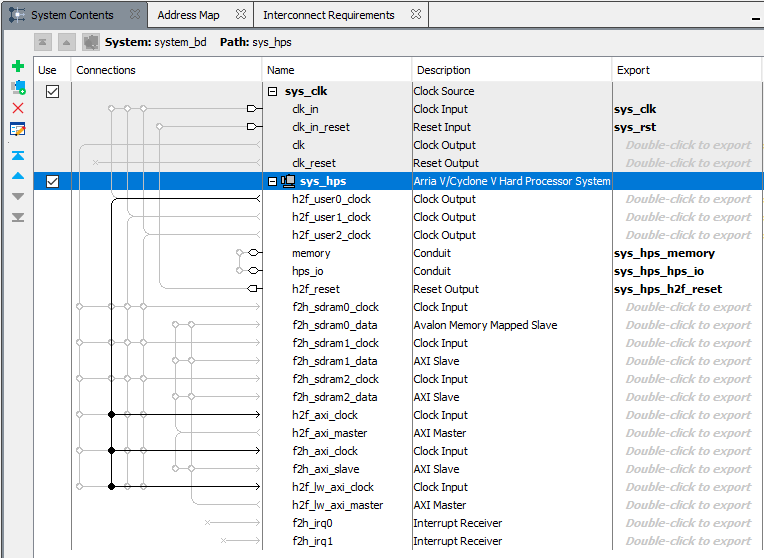 System Contents Address Map Interconnect Requirements
System: system_bd Path: sys_hps
Use Connections Name Description Export
sys_clk Clock Source
clk_in Clock Input sys_clk
clk_in_reset Reset Input sys_rst
clk Clock Output Double-click to export
clk_reset Reset Output Double-click to export
sys_hps Arria V/Cyclone V Hard Processor System
h2f_user0_clock Clock Output Double-click to export
h2f_user1_clock Clock Output Double-click to export
h2f_user2_clock Clock Output Double-click to export
memory Conduit sys_hps_memory
hps_io Conduit sys_hps_hps_io
h2f_reset Reset Output sys_hps_h2f_reset
f2h_sdram0_clock Clock Input Double-click to export
f2h_sdram0_data Avalon Memory Mapped Slave Double-click to export
f2h_sdram1_clock Clock Input Double-click to export
f2h_sdram1_data AXI Slave Double-click to export
f2h_sdram2_clock Clock Input Double-click to export
f2h_sdram2_data AXI Slave Double-click to export
h2f_axi_clock Clock Input Double-click to export
h2f_axi_master AXI Master Double-click to export
f2h_axi_clock Clock Input Double-click to export
f2h_axi_slave AXI Slave Double-click to export
h2f_lw_axi_clock Clock Input Double-click to export
h2f_lw_axi_master AXI Master Double-click to export
f2h_irq0 Interrupt Receiver Double-click to export
f2h_irq1 Interrupt Receiver Double-click to export